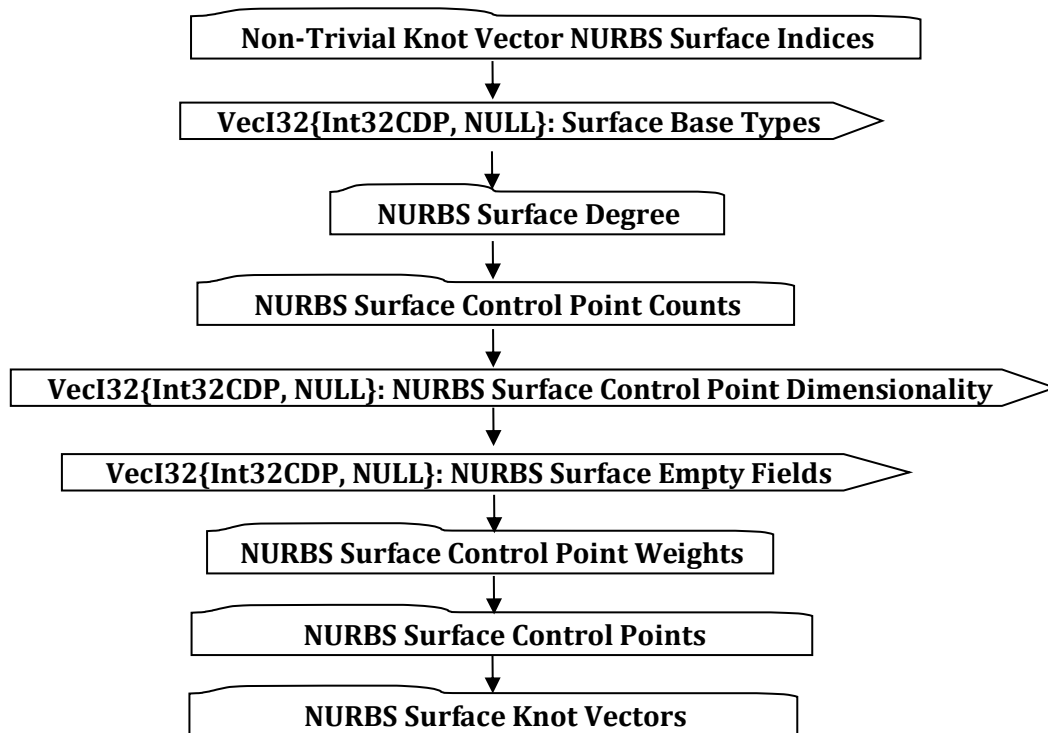 Non-Trivial Knot Vector NURBS Surface Indices
VecI32{Int32CDP, NULL}: Surface Base Types
NURBS Surface Degree
NURBS Surface Control Point Counts
VecI32{Int32CDP, NULL}: NURBS Surface Control Point Dimensionality
VecI32{Int32CDP, NULL}: NURBS Surface Empty Fields
NURBS Surface Control Point Weights
NURBS Surface Control Points
NURBS Surface Knot Vectors